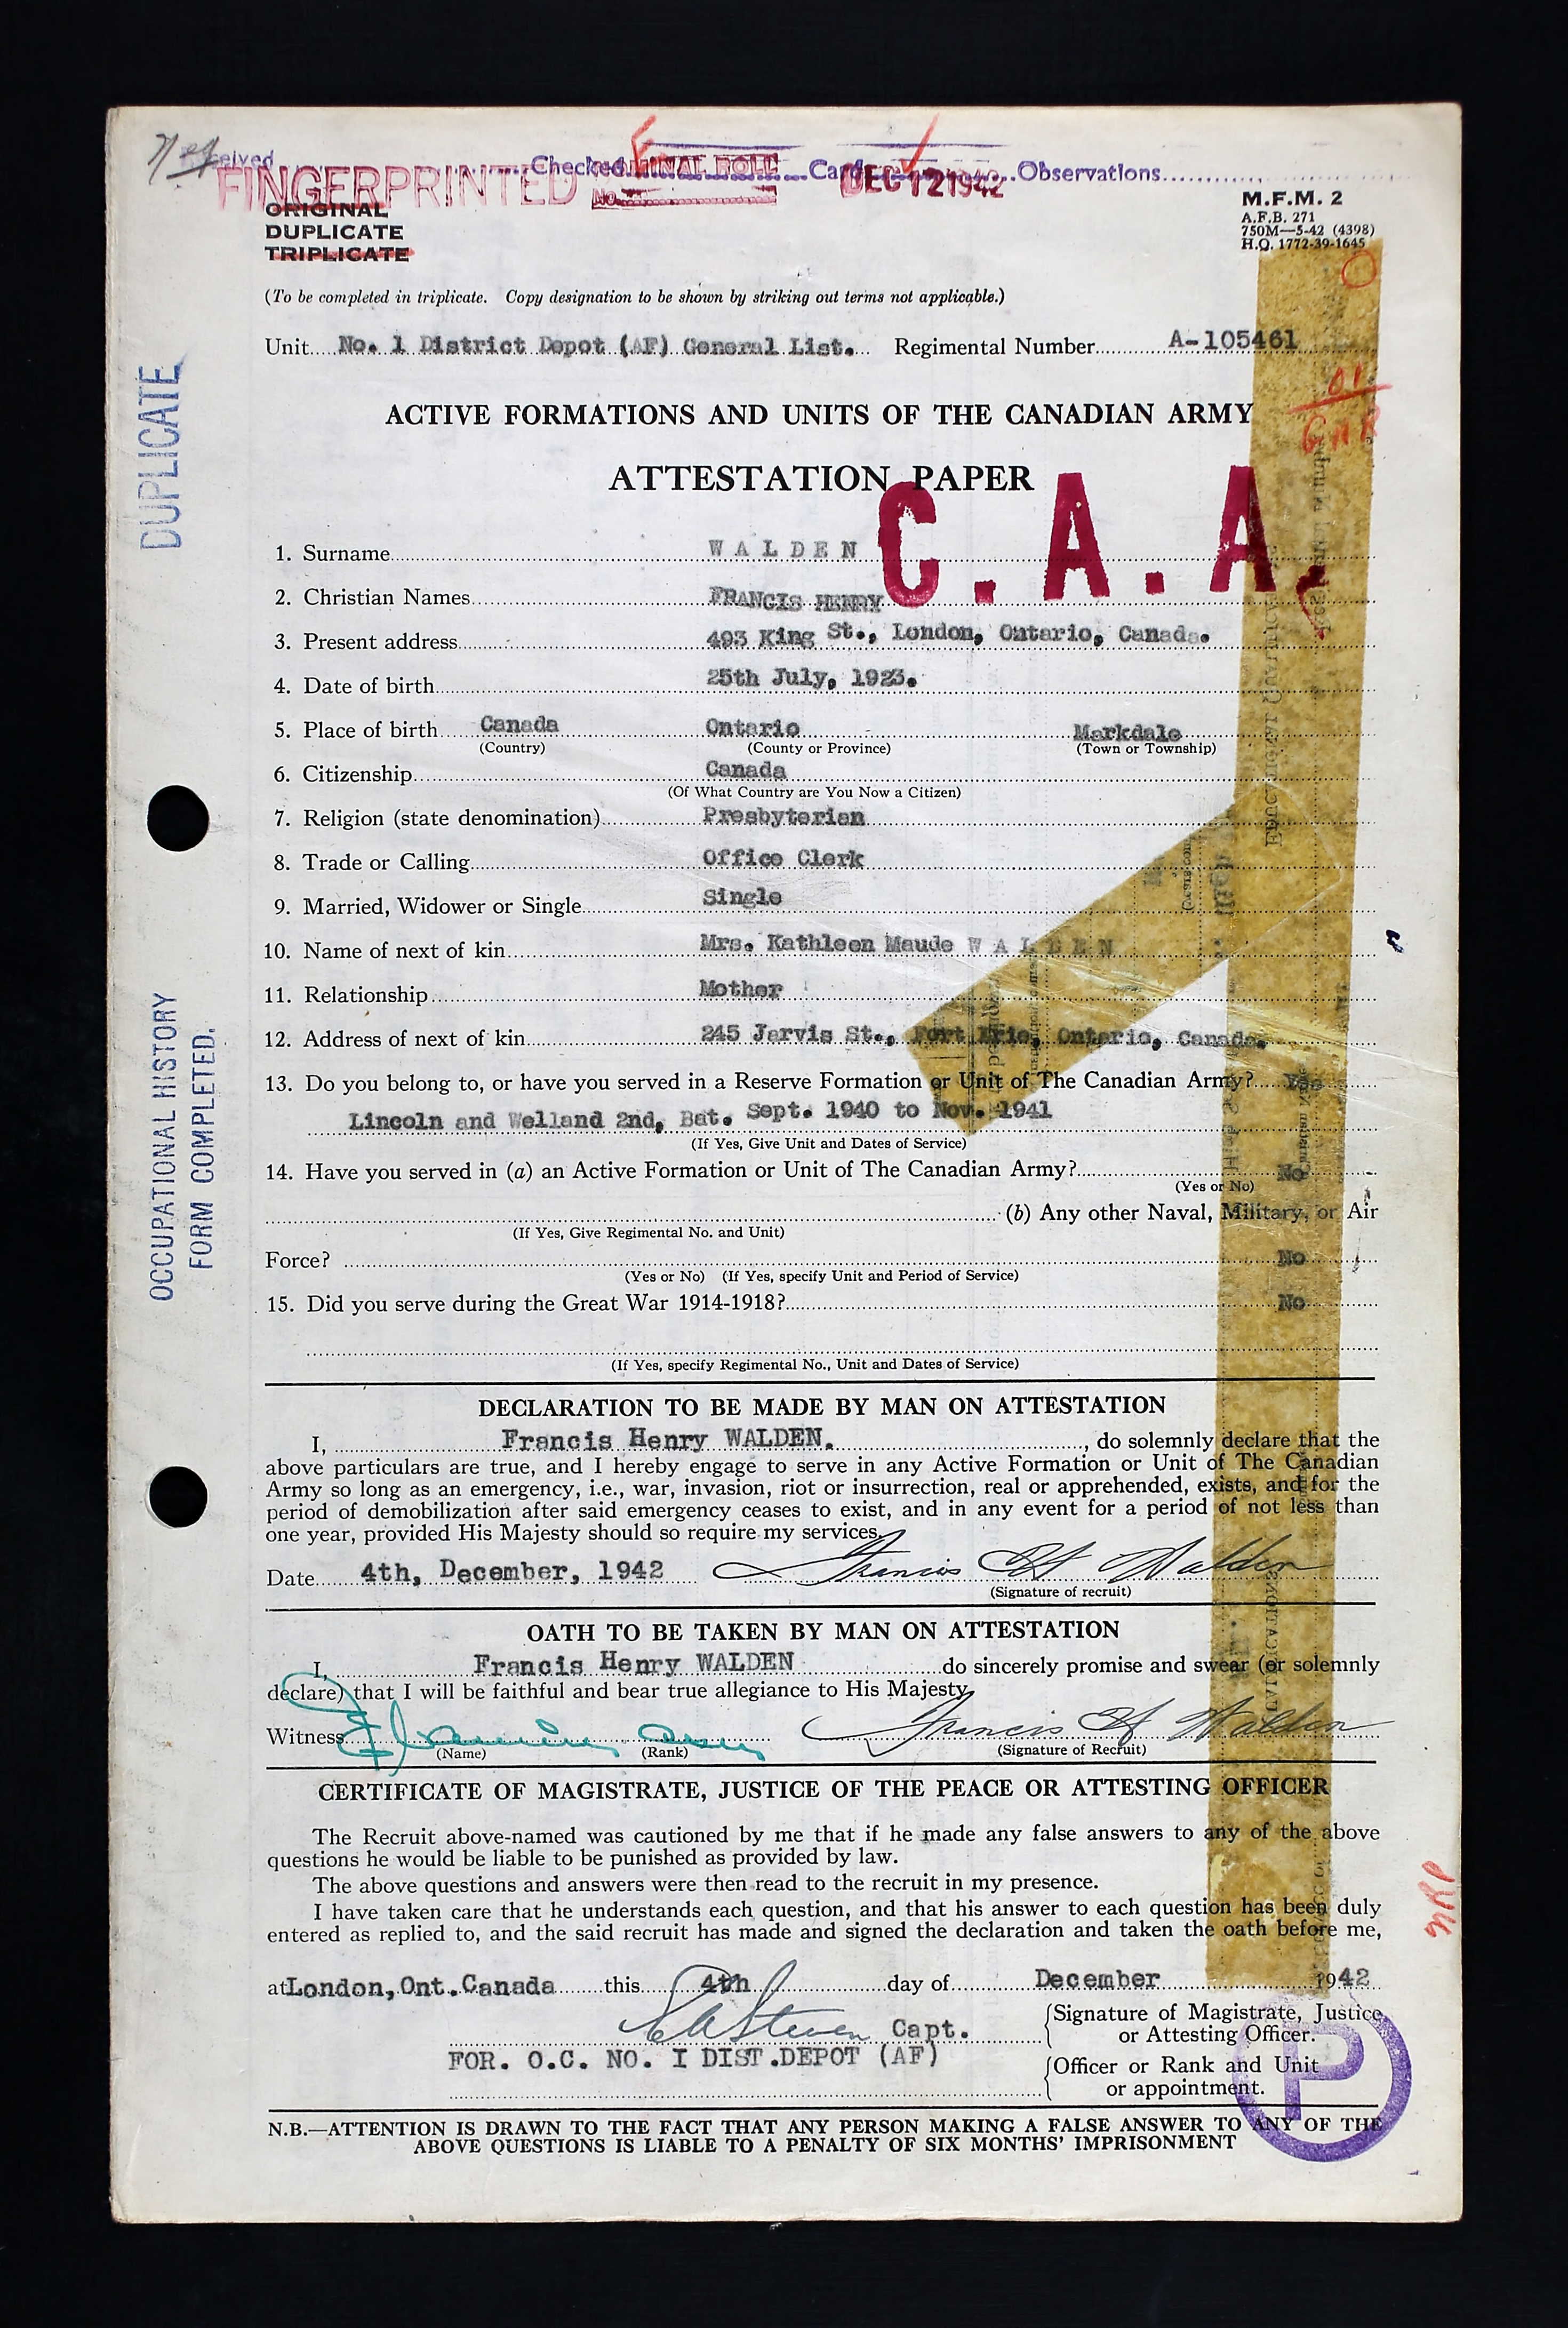 Received
Checked
Card
Observations
FINGERPRINTED
NOMINAL ROLL
No.
DEC 12 1942
ORIGINAL
DUPLICATE
TRIPLICATE
M.F.M. 2
A.F.B. 271
750M—5-42 (4398)
H.Q. 1772-39-1645
(To be completed in triplicate. Copy designation to be shown by striking out terms not applicable.)
Unit No. 1 District Depot (AF) General List. Regimental Number A-105461
DUPLICATE
ACTIVE FORMATIONS AND UNITS OF THE CANADIAN ARMY
ATTESTATION PAPER
C. A. A.
1. Surname WALDEN
2. Christian Names FRANCIS HENRY
3. Present address 493 King St., London, Ontario, Canada.
4. Date of birth 25th July, 1923.
5. Place of birth Canada Ontario Markdale
(Country) (County or Province) (Town or Township)
6. Citizenship Canada
(Of What Country are You Now a Citizen)
7. Religion (state denomination) Presbyterian
8. Trade or Calling Office Clerk
9. Married, Widower or Single Single
10. Name of next of kin Mrs. Kathleen Maude WALDEN
11. Relationship Mother
12. Address of next of kin 245 Jarvis St., Fort Erie, Ontario, Canada.
13. Do you belong to, or have you served in a Reserve Formation or Unit of The Canadian Army? Yes
Lincoln and Welland 2nd, Bat. Sept. 1940 to Nov. 1941
(If Yes, Give Unit and Dates of Service)
14. Have you served in (a) an Active Formation or Unit of The Canadian Army? No
(Yes or No)
(b) Any other Naval, Military, or Air
(If Yes, Give Regimental No. and Unit)
Force? No
(Yes or No) (If Yes, specify Unit and Period of Service)
15. Did you serve during the Great War 1914-1918? No
(If Yes, specify Regimental No., Unit and Dates of Service)
OCCUPATIONAL HISTORY
FORM COMPLETED.
DECLARATION TO BE MADE BY MAN ON ATTESTATION
I, Francis Henry WALDEN. , do solemnly declare that the
above particulars are true, and I hereby engage to serve in any Active Formation or Unit of The Canadian
Army so long as an emergency, i.e., war, invasion, riot or insurrection, real or apprehended, exists, and for the
period of demobilization after said emergency ceases to exist, and in any event for a period of not less than
one year, provided His Majesty should so require my services.
Date 4th, December, 1942 Francis H Walden
(Signature of recruit)
OATH TO BE TAKEN BY MAN ON ATTESTATION
I, Francis Henry WALDEN do sincerely promise and swear (or solemnly
declare) that I will be faithful and bear true allegiance to His Majesty.
Witness Francis H Walden
(Name) (Rank) (Signature of Recruit)
CERTIFICATE OF MAGISTRATE, JUSTICE OF THE PEACE OR ATTESTING OFFICER
The Recruit above-named was cautioned by me that if he made any false answers to any of the above
questions he would be liable to be punished as provided by law.
The above questions and answers were then read to the recruit in my presence.
I have taken care that he understands each question, and that his answer to each question has been duly
entered as replied to, and the said recruit has made and signed the declaration and taken the oath before me,
at London, Ont. Canada this 4th day of December 1942
Steven Capt.
(Signature of Magistrate, Justice
or Attesting Officer.
FOR. O.C. NO. I DIST.DEPOT (AF)
(Officer or Rank and Unit
or appointment.
P
N.B.—ATTENTION IS DRAWN TO THE FACT THAT ANY PERSON MAKING A FALSE ANSWER TO ANY OF THE
ABOVE QUESTIONS IS LIABLE TO A PENALTY OF SIX MONTHS' IMPRISONMENT